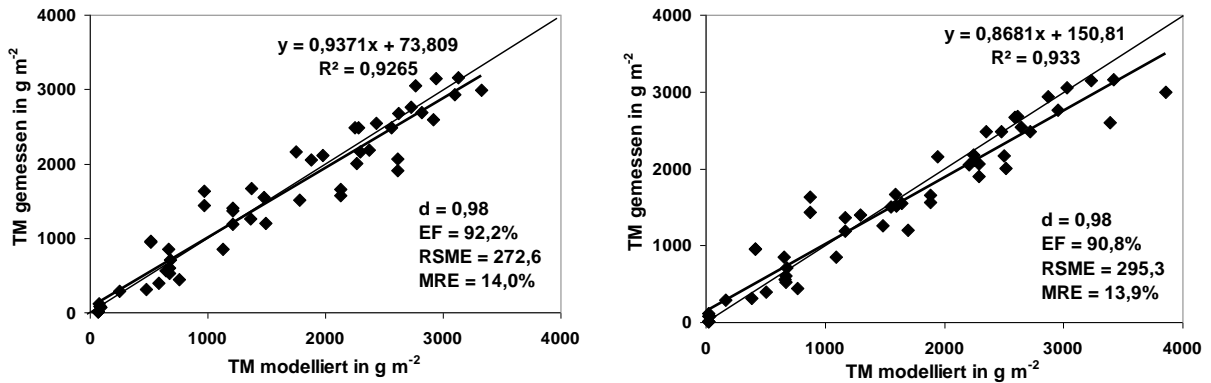 4000
3000
2000
1000
0
TM gemessen in g m-2
y = 0,9371x + 73,809
R² = 0,9265
d = 0,98
EF = 92,2%
RSME = 272,6
MRE = 14,0%
0 1000 2000 3000 4000
TM modelliert in g m-2
4000
3000
2000
1000
0
TM gemessen in g m-2
y = 0,8681x + 150,81
R² = 0,933
d = 0,98
EF = 90,8%
RSME = 295,3
MRE = 13,9%
0 1000 2000 3000 4000
TM modelliert in g m-2